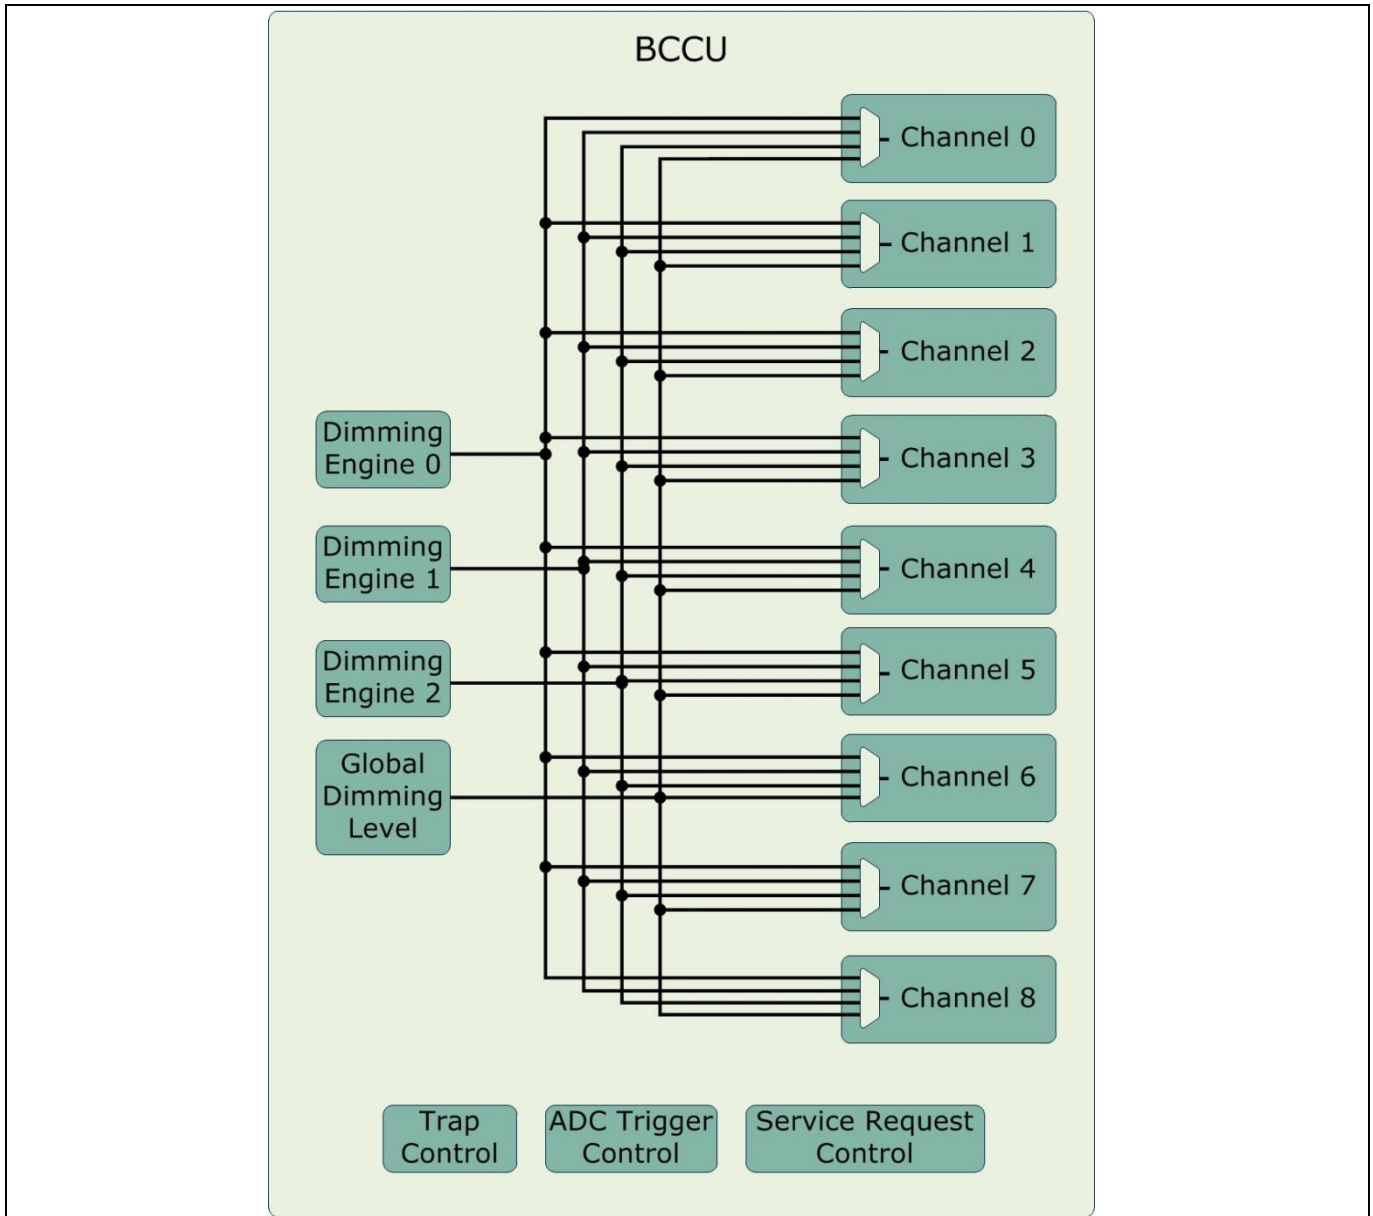 BCCU
Channel 0
Channel 1
Channel 2
Channel 3
Dimming
Engine 0
Dimming
Engine 1
Channel 4
Dimming
Engine 2
Channel 5
Global
Dimming
Level
Channel 6
Channel 7
Channel 8
Trap
Control
ADC Trigger
Control
Service Request
Control